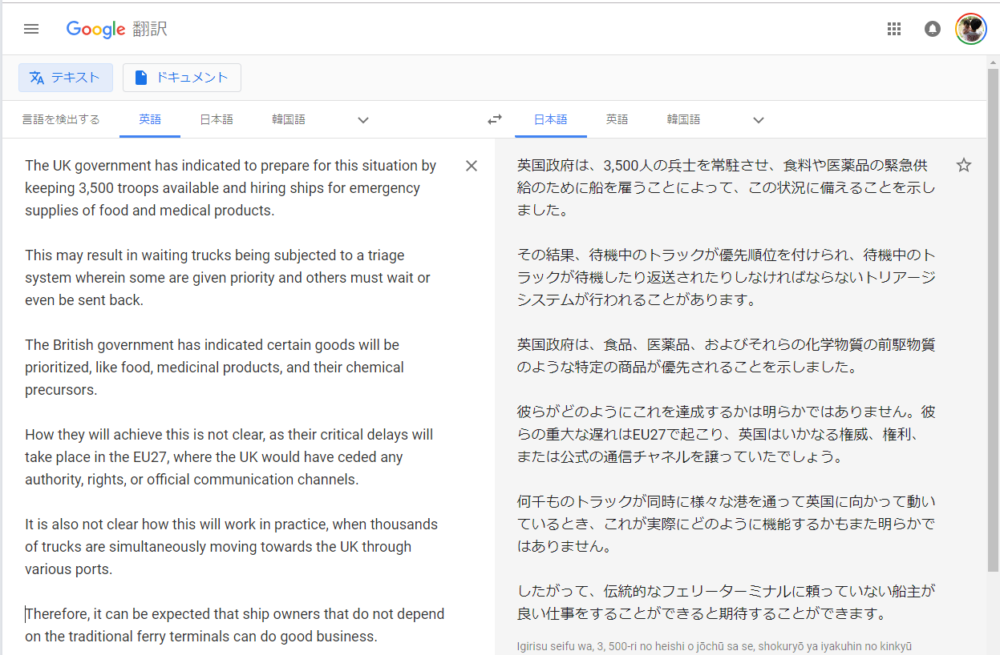 Google 翻訳
テキスト ドキュメント
言語を検出する 英語 日本語 韓国語 日本語 英語 韓国語
The UK government has indicated to prepare for this situation by
keeping 3,500 troops available and hiring ships for emergency
supplies of food and medical products.
This may result in waiting trucks being subjected to a triage
system wherein some are given priority and others must wait or
even be sent back.
The British government has indicated certain goods will be
prioritized, like food, medicinal products, and their chemical
precursors.
How they will achieve this is not clear, as their critical delays will
take place in the EU27, where the UK would have ceded any
authority, rights, or official communication channels.
It is also not clear how this will work in practice, when thousands
of trucks are simultaneously moving towards the UK through
various ports.
Therefore, it can be expected that ship owners that do not depend
on the traditional ferry terminals can do good business.
英国政府は、3,500人の兵士を常駐させ、食料や医薬品の緊急供
給のために船を雇うことによって、この状況に備えることを示し
ました。
その結果、待機中のトラックが優先順位を付けられ、待機中のト
ラックが待機したり返送されたりしなければならないトリアージ
システムが行われることがあります。
英国政府は、食品、医薬品、およびそれらの化学物質の前駆物質
のような特定の商品が優先されることを示しました。
彼らがどのようにこれを達成するかは明らかではありません。彼
らの重大な遅れはEU27で起こり、英国はいかなる権威、権利、
または公式の通信チャネルを譲っていたでしょう。
何千ものトラックが同時に様々な港を通って英国に向かって動い
ているとき、これが実際にどのように機能するかもまた明らかで
はありません。
したがって、伝統的なフェリーターミナルに頼っていない船主が
良い仕事をすることができると期待することができます。
Igirisu seifu wa, 3, 500-ri no heishi o jōchū sa se, shokuryō ya iyakuhin no kinkyū